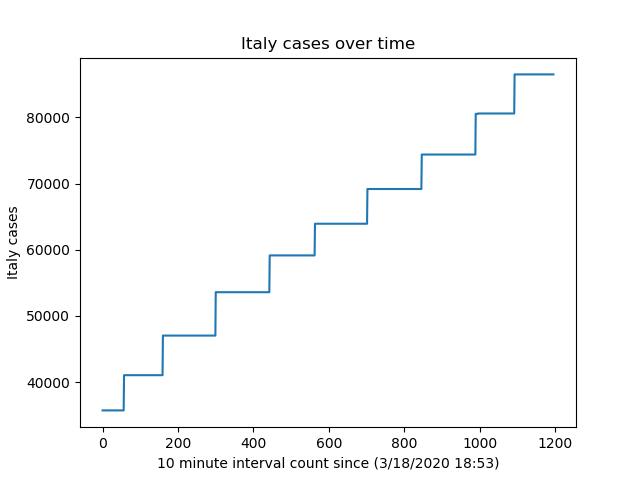 Italy cases over time
Italy cases
80000
70000
60000
50000
40000
0 200 400 600 800 1000 1200
10 minute interval count since (3/18/2020 18:53)